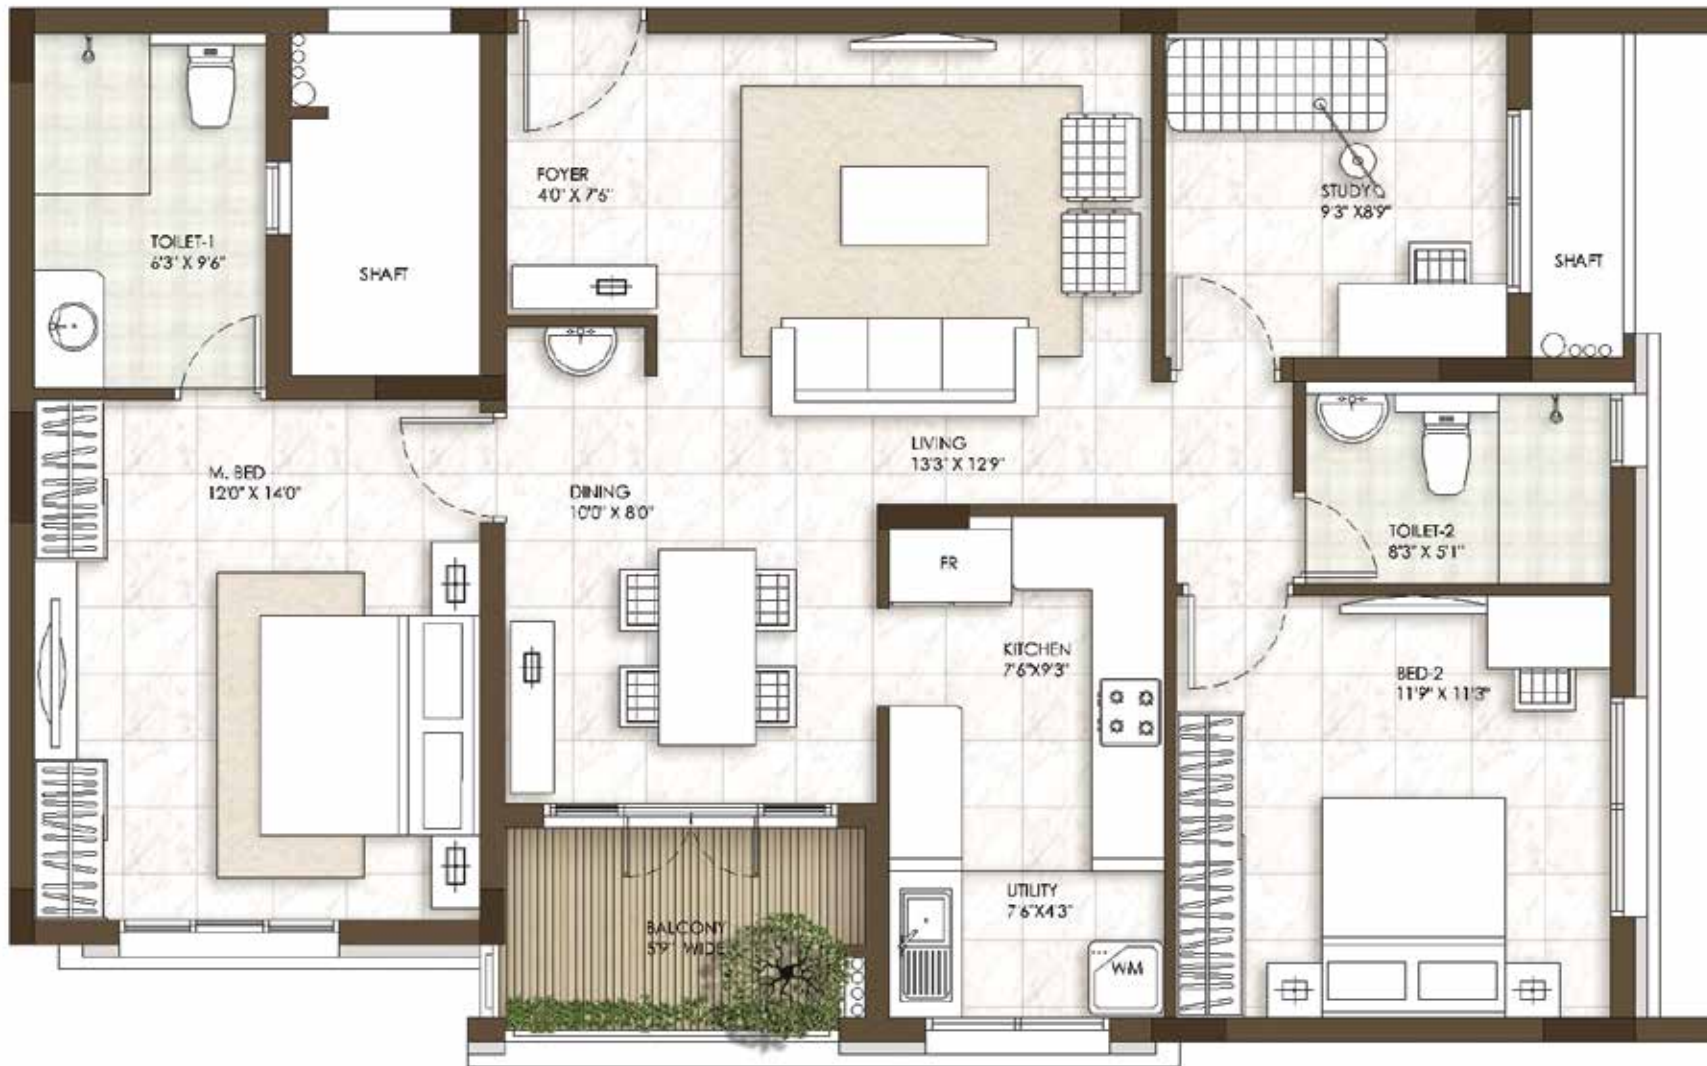 FOYER
4'0" X 7'6"
STUDY
9'3" X8'9"
TOILET-1
6'3" X 9'6"
SHAFT
SHAFT
LIVING
13'3" X 12'9"
M. BED
12'0" X 14'0"
DINING
10'0" X 8'0"
TOILET-2
8'3" X 5'1"
FR
KITCHEN
7'6"X9'3"
BED-2
11'9" X 11'3"
UTILITY
7'6"X4'3"
BALCONY
5'9" WIDE
WM